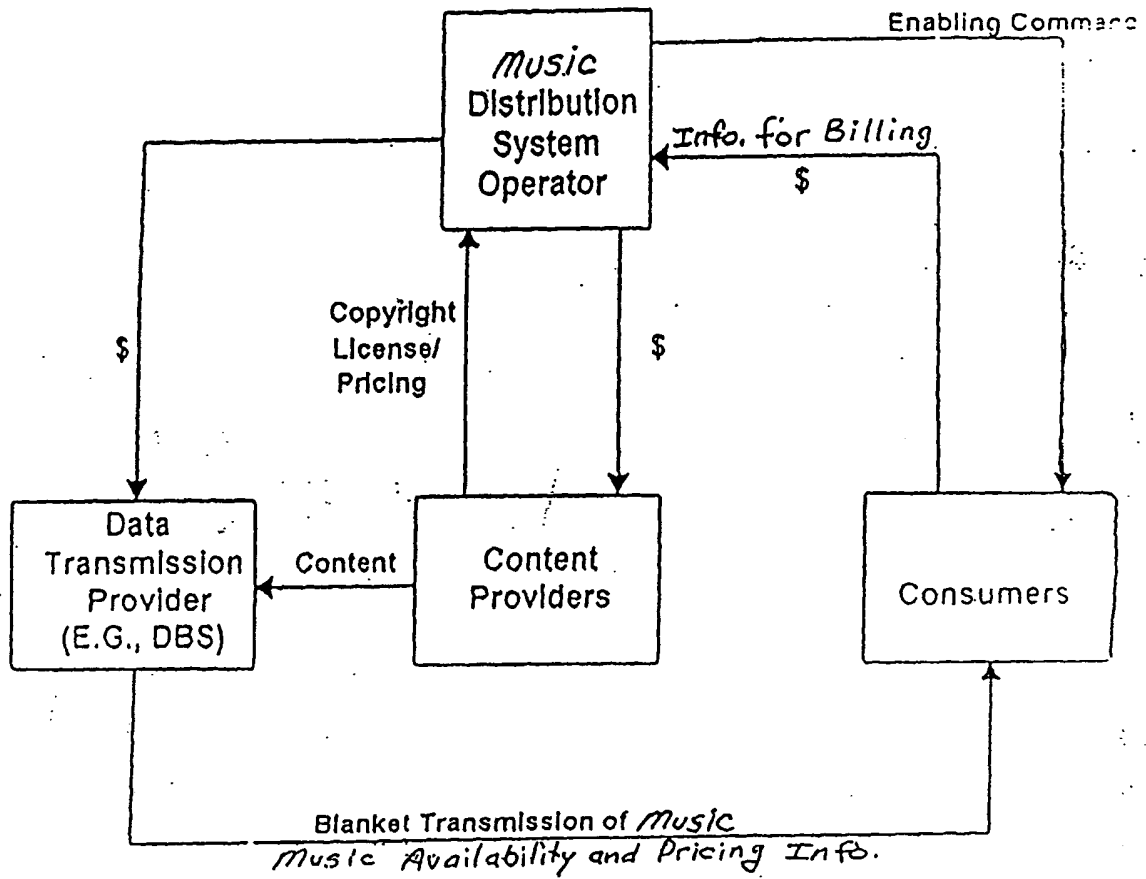 Enabling
Music
Distribution
System
Operator
Info. for Billing
$
Copyright
License/
Pricing
$
$
Data
Transmission
Provider
(E.G., DBS)
Content
Content
Providers
Consumers
Blanket Transmission of Music
Music Availability and Pricing Info.